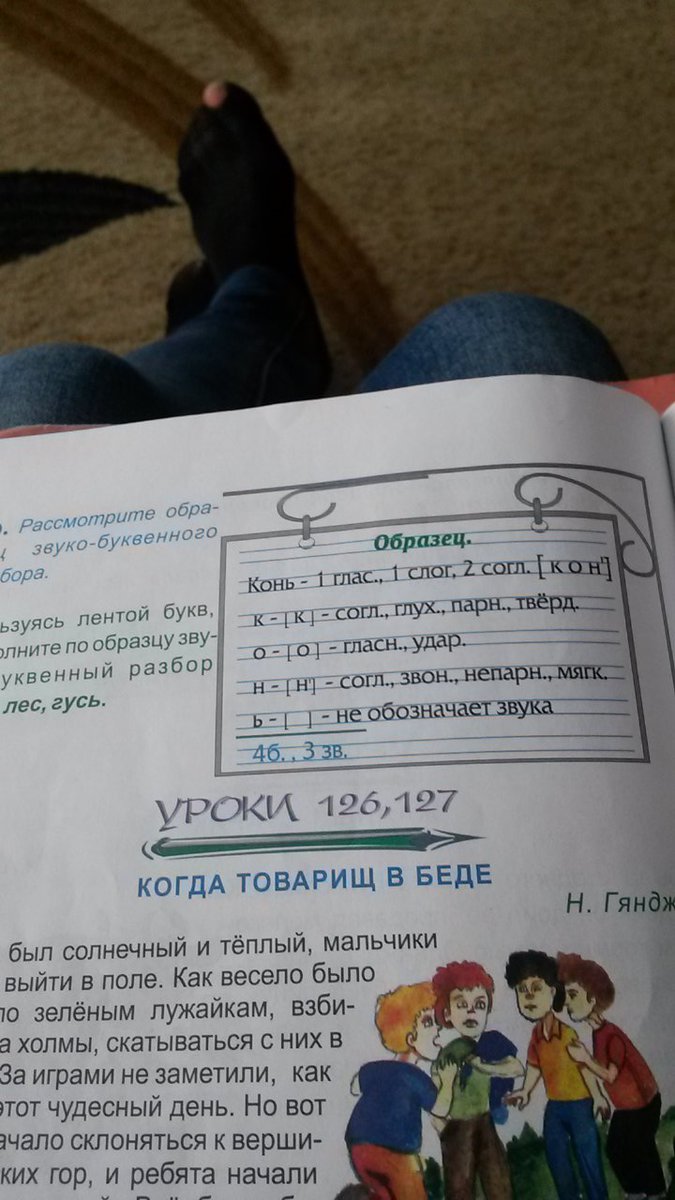 Рассмотрите обра-
звуко-буквенного
бора.
ьзуясь лентой букв,
олните по образцу зву-
уквенный разбор
лес, гусь.
Образец.
Конь - 1 глас., 1 слог, 2 согл. [к о н']
к - [к] - согл., глух., парн., твёрд.
о - [о] - гласн., удар.
н - [н'] - согл., звон., непарн., мягк.
ь - [ ] - не обозначает звука
4б., 3 зв.
УРОКИ 126,127
КОГДА ТОВАРИЩ В БЕДЕ
Н. Гяндж
был солнечный и тёплый, мальчики
выйти в поле. Как весело было
по зелёным лужайкам, взби-
а холмы, скатываться с них в
За играми не заметили, как
этот чудесный день. Но вот
ачало склоняться к верши-
ких гор, и ребята начали